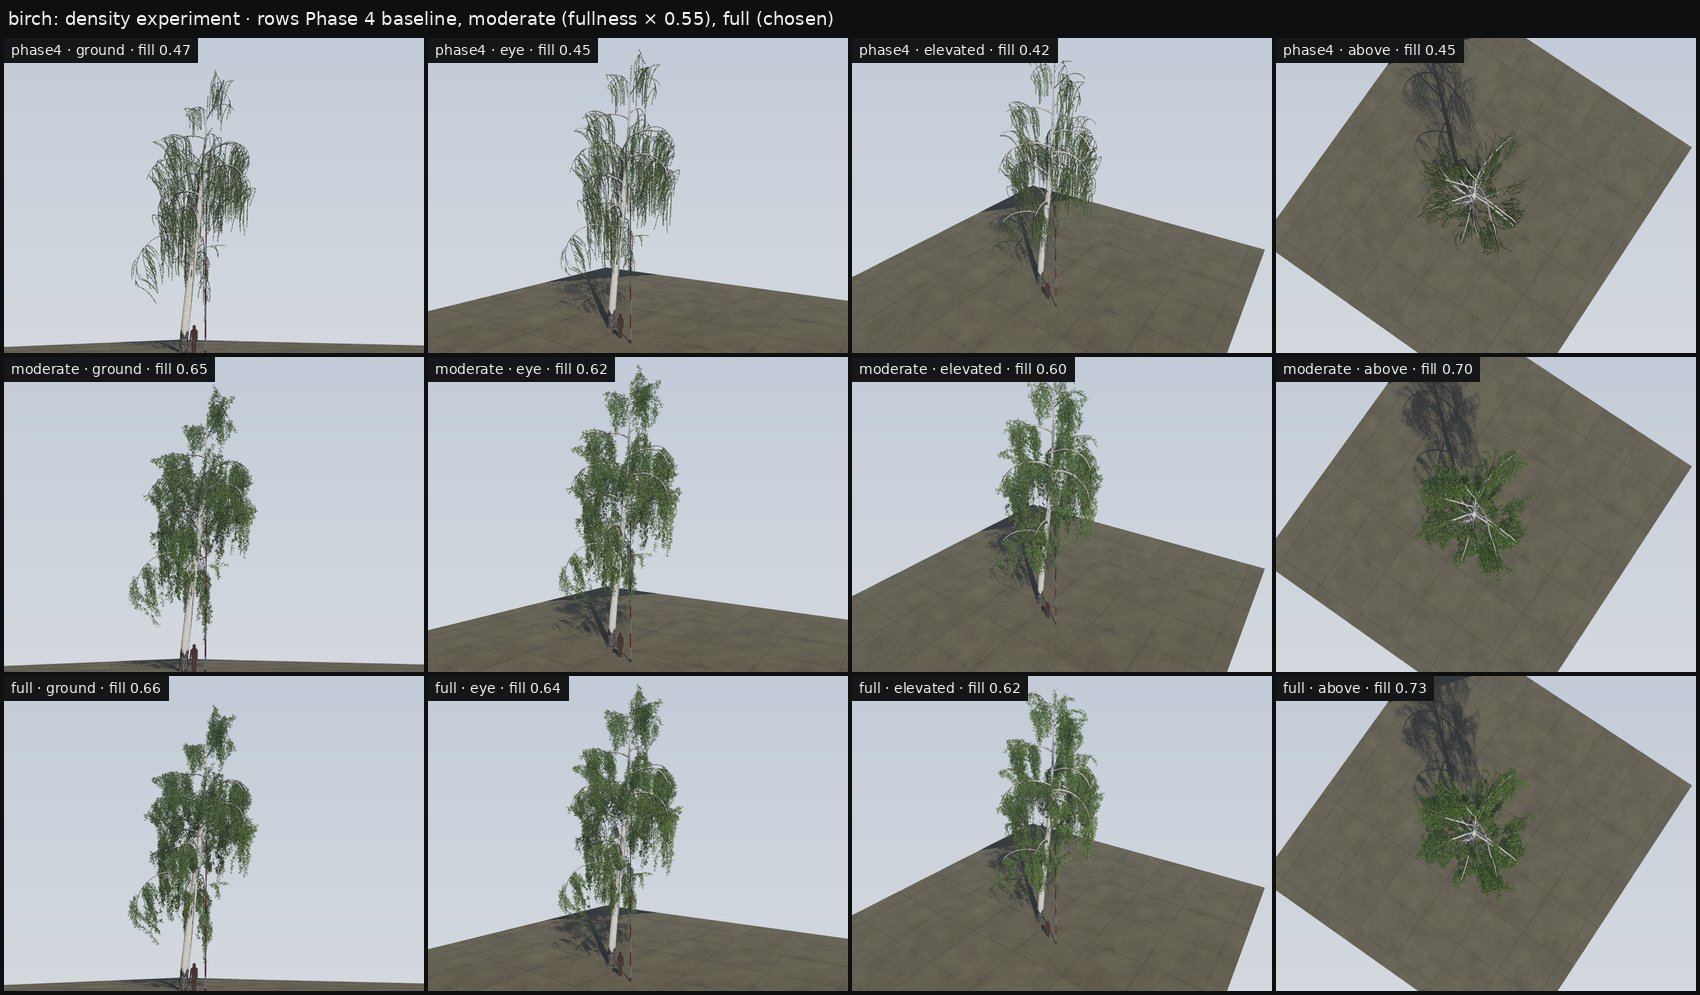 birch: density experiment · rows Phase 4 baseline, moderate (fullness × 0.55), full (chosen)
phase4 · ground · fill 0.47
phase4 · eye · fill 0.45
phase4 · elevated · fill 0.42
phase4 · above · fill 0.45
moderate · ground · fill 0.65
moderate · eye · fill 0.62
moderate · elevated · fill 0.60
moderate · above · fill 0.70
full · ground · fill 0.66
full · eye · fill 0.64
full · elevated · fill 0.62
full · above · fill 0.73